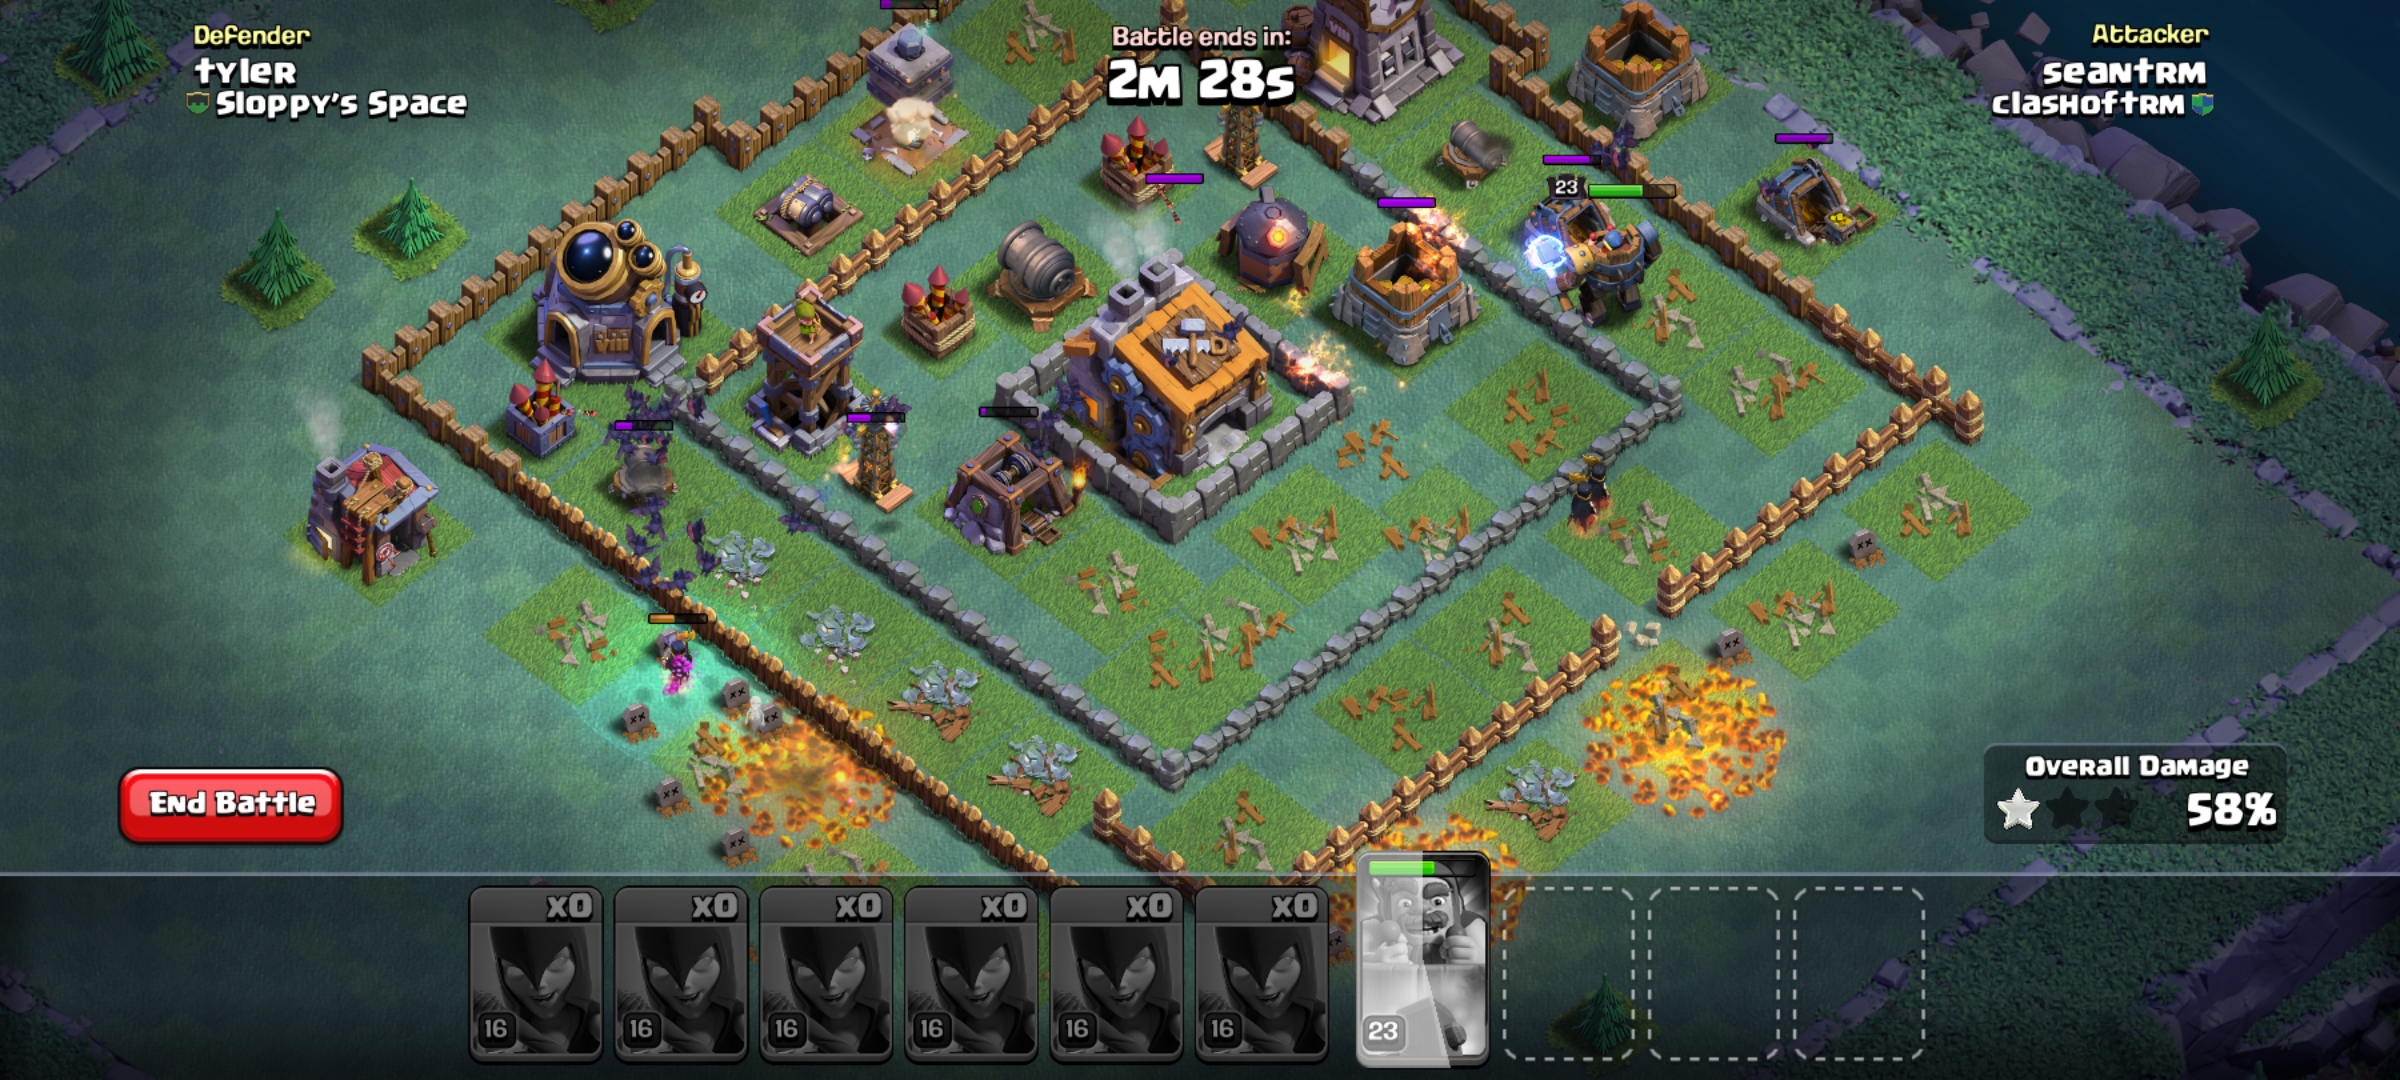 Defender
tyler
Sloppy's Space
Battle ends in:
2M 28s
Attacker
seantrm
clashoftrm
23
VIII
End Battle
Overall Damage
58%
x0 x0 x0 x0 x0 x0
16 16 16 16 16 16 23